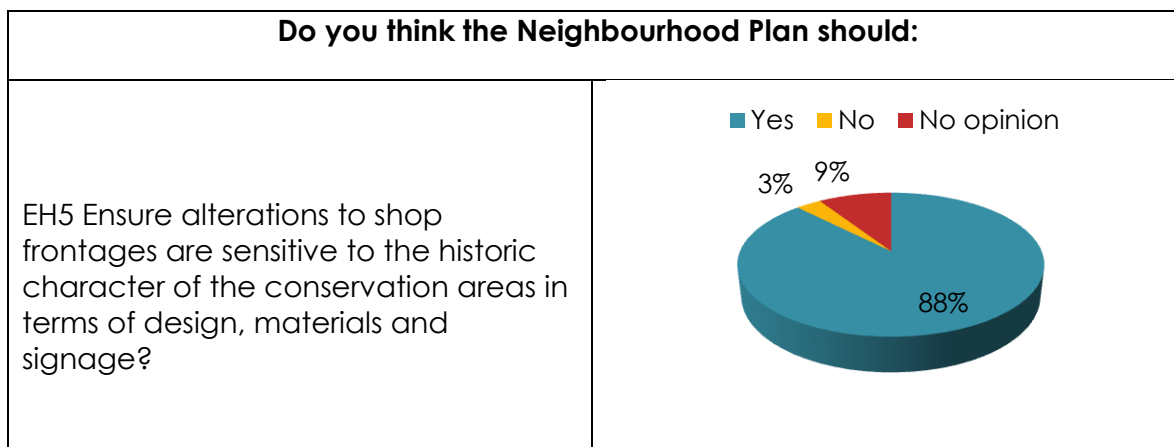 Do you think the Neighbourhood Plan should:
EH5 Ensure alterations to shop
frontages are sensitive to the historic
character of the conservation areas in
terms of design, materials and
signage?
Yes No No opinion
3% 9%
88%